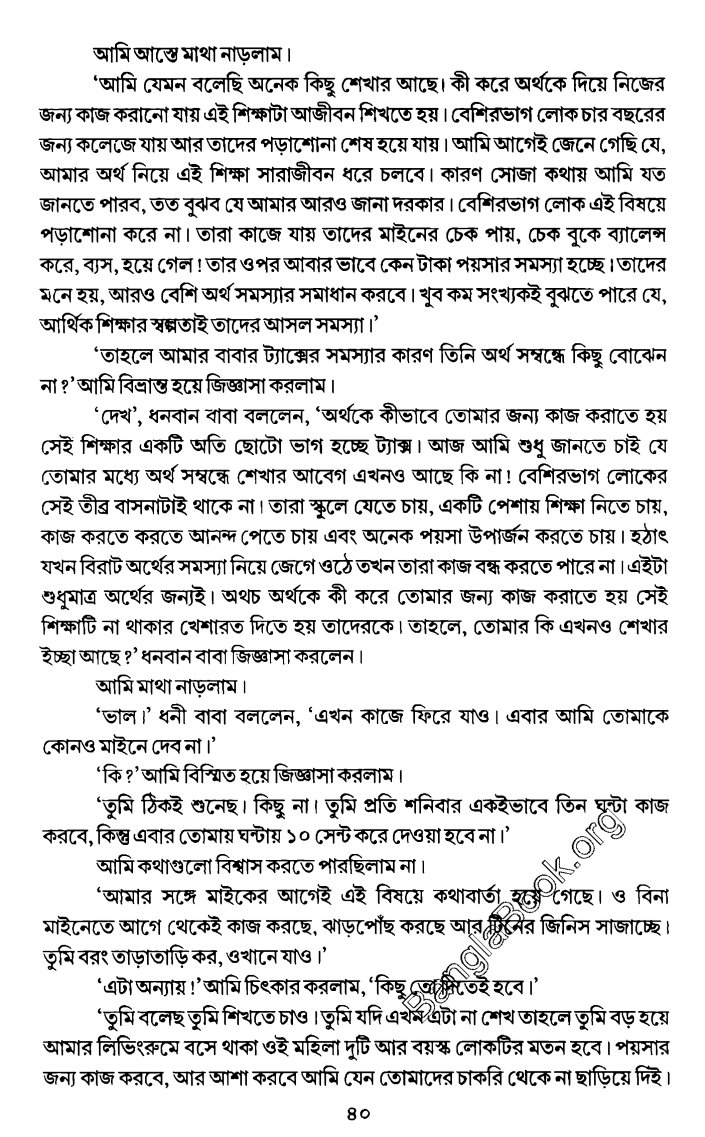 আমি আস্তে মাথা নাড়লাম।
‘আমি যেমন বলেছি অনেক কিছু শেখার আছে। কী করে অর্থকে দিয়ে নিজের
জন্য কাজ করানো যায় এই শিক্ষাটা আজীবন শিখতে হয়। বেশিরভাগ লোক চার বছরের
জন্য কলেজে যায় আর তাদের পড়াশোনা শেষ হয়ে যায়। আমি আগেই জেনে গেছি যে,
আমার অর্থ নিয়ে এই শিক্ষা সারাজীবন ধরে চলবে। কারণ সোজা কথায় আমি যত
জানতে পারব, তত বুঝব যে আমার আরও জানা দরকার। বেশিরভাগ লোক এই বিষয়ে
পড়াশোনা করে না। তারা কাজে যায় তাদের মাইনের চেক পায়, চেক বুকে ব্যালেন্স
করে, ব্যস, হয়ে গেল! তার ওপর আবার ভাবে কেন টাকা পয়সার সমস্যা হচ্ছে। তাদের
মনে হয়, আরও বেশি অর্থ সমস্যার সমাধান করবে। খুব কম সংখ্যকই বুঝতে পারে যে,
আর্থিক শিক্ষার স্বল্পতাই তাদের আসল সমস্যা।’
‘তাহলে আমার বাবার ট্যাক্সের সমস্যার কারণ তিনি অর্থ সম্বন্ধে কিছু বোঝেন
না?’ আমি বিভ্রান্ত হয়ে জিজ্ঞাসা করলাম।
‘দেখ’, ধনবান বাবা বললেন, ‘অর্থকে কীভাবে তোমার জন্য কাজ করাতে হয়
সেই শিক্ষার একটি অতি ছোটো ভাগ হচ্ছে ট্যাক্স। আজ আমি শুধু জানতে চাই যে
তোমার মধ্যে অর্থ সম্বন্ধে শেখার আবেগ এখনও আছে কি না! বেশিরভাগ লোকের
সেই তীব্র বাসনাটাই থাকে না। তারা স্কুলে যেতে চায়, একটি পেশায় শিক্ষা নিতে চায়,
কাজ করতে করতে আনন্দ পেতে চায় এবং অনেক পয়সা উপার্জন করতে চায়। হঠাৎ
যখন বিরাট অর্থের সমস্যা নিয়ে জেগে ওঠে তখন তারা কাজ বন্ধ করতে পারে না। এইটা
শুধুমাত্র অর্থের জন্যই। অথচ অর্থকে কী করে তোমার জন্য কাজ করাতে হয় সেই
শিক্ষাটি না থাকার খেশারত দিতে হয় তাদেরকে। তাহলে, তোমার কি এখনও শেখার
ইচ্ছা আছে?’ ধনবান বাবা জিজ্ঞাসা করলেন।
আমি মাথা নাড়লাম।
‘ভাল।’ ধনী বাবা বললেন, ‘এখন কাজে ফিরে যাও। এবার আমি তোমাকে
কোনও মাইনে দেব না।’
‘কি?’ আমি বিস্মিত হয়ে জিজ্ঞাসা করলাম।
‘তুমি ঠিকই শুনেছ। কিছু না। তুমি প্রতি শনিবার একইভাবে তিন ঘন্টা কাজ
করবে, কিন্তু এবার তোমায় ঘন্টায় ১০ সেন্ট করে দেওয়া হবে না।’
আমি কথাগুলো বিশ্বাস করতে পারছিলাম না।
‘আমার সঙ্গে মাইকের আগেই এই বিষয়ে কথাবার্তা হয়ে গেছে। ও বিনা
মাইনেতে আগে থেকেই কাজ করছে, ঝাড়পোঁছ করছে আর টিনের জিনিস সাজাচ্ছে।
তুমি বরং তাড়াতাড়ি কর, ওখানে যাও।’
‘এটা অন্যায়!’ আমি চিৎকার করলাম, ‘কিছু তো দিতেই হবে।’
‘তুমি বলেছ তুমি শিখতে চাও। তুমি যদি এখন এটা না শেখ তাহলে তুমি বড় হয়ে
আমার লিভিংরুমে বসে থাকা ওই মহিলা দুটি আর বয়স্ক লোকটির মতন হবে। পয়সার
জন্য কাজ করবে, আর আশা করবে আমি যেন তোমাদের চাকরি থেকে না ছাড়িয়ে দিই।
৪০
BanglaBook.org